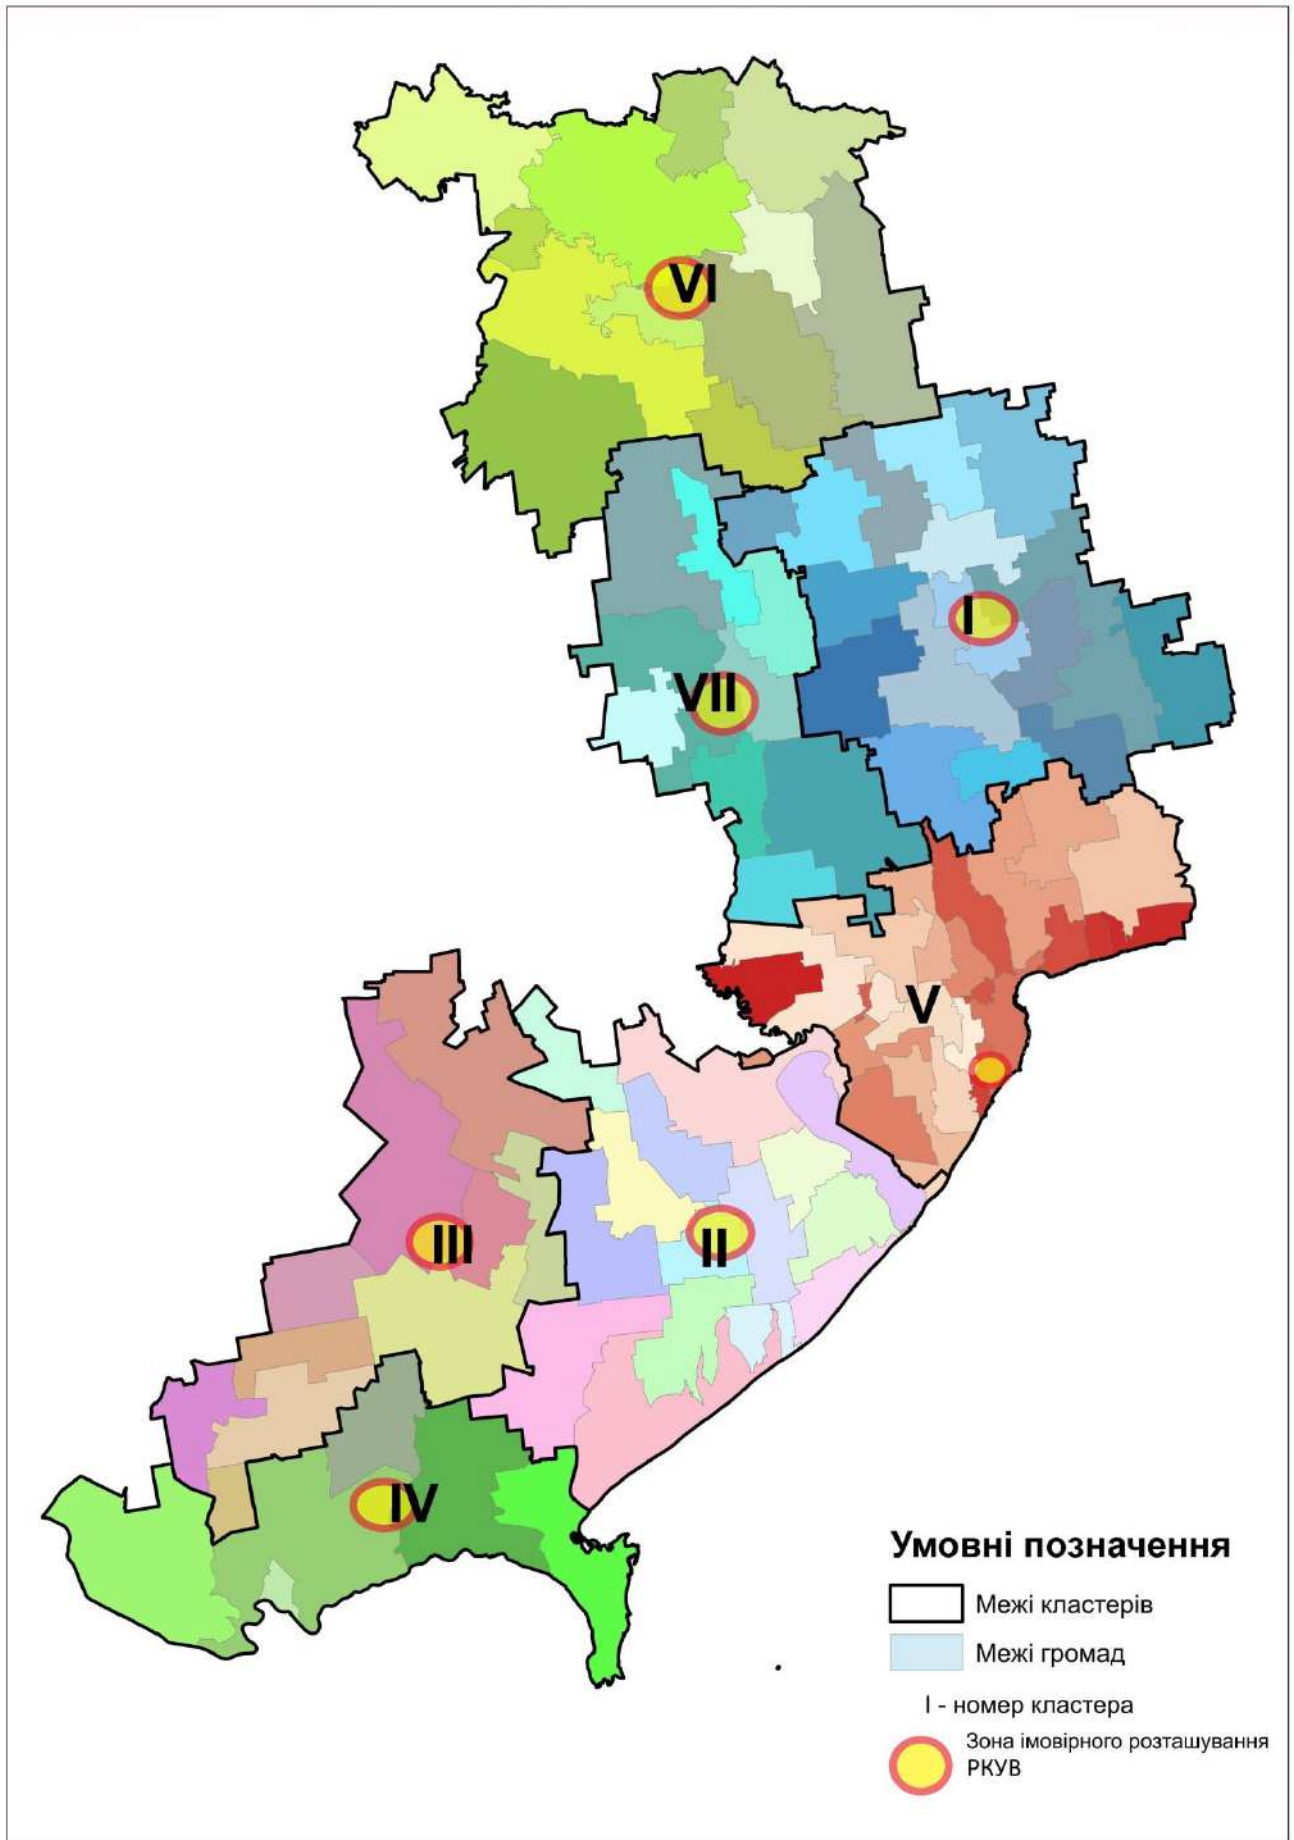 VI
I
VII
V
III
II
IV
Умовні позначення
Межі кластерів
Межі громад
І - номер кластера
Зона імовірного розташування
РКУВ